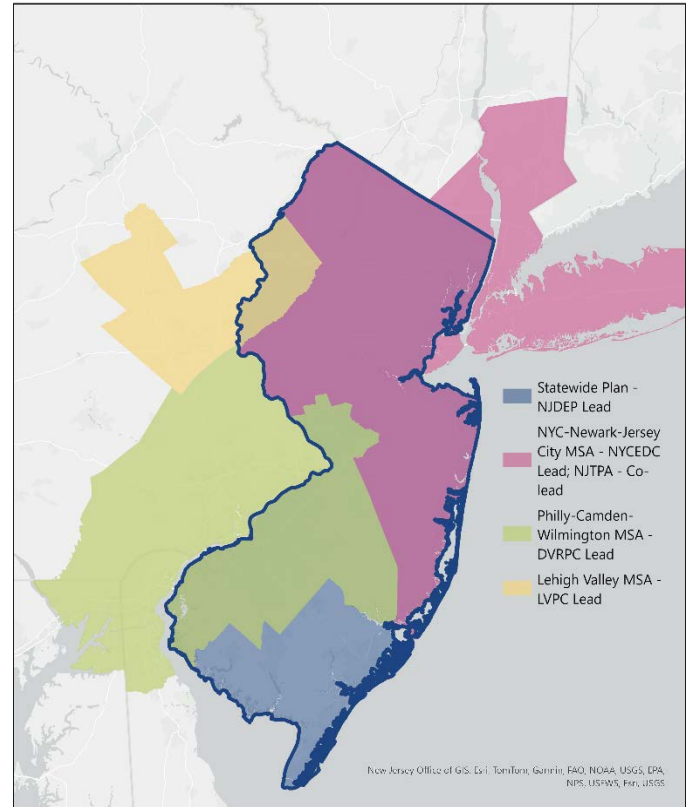 Statewide Plan -
NJDEP Lead
NYC-Newark-Jersey
City MSA - NYCEDC
Lead; NJTPA - Co-
lead
Philly-Camden-
Wilmington MSA -
DVRPC Lead
Lehigh Valley MSA -
LVPC Lead
New Jersey Office of GIS, Esri, TomTom, Garmin, FAO, NOAA, USGS, EPA,
NPS, USFWS, Esri, USGS